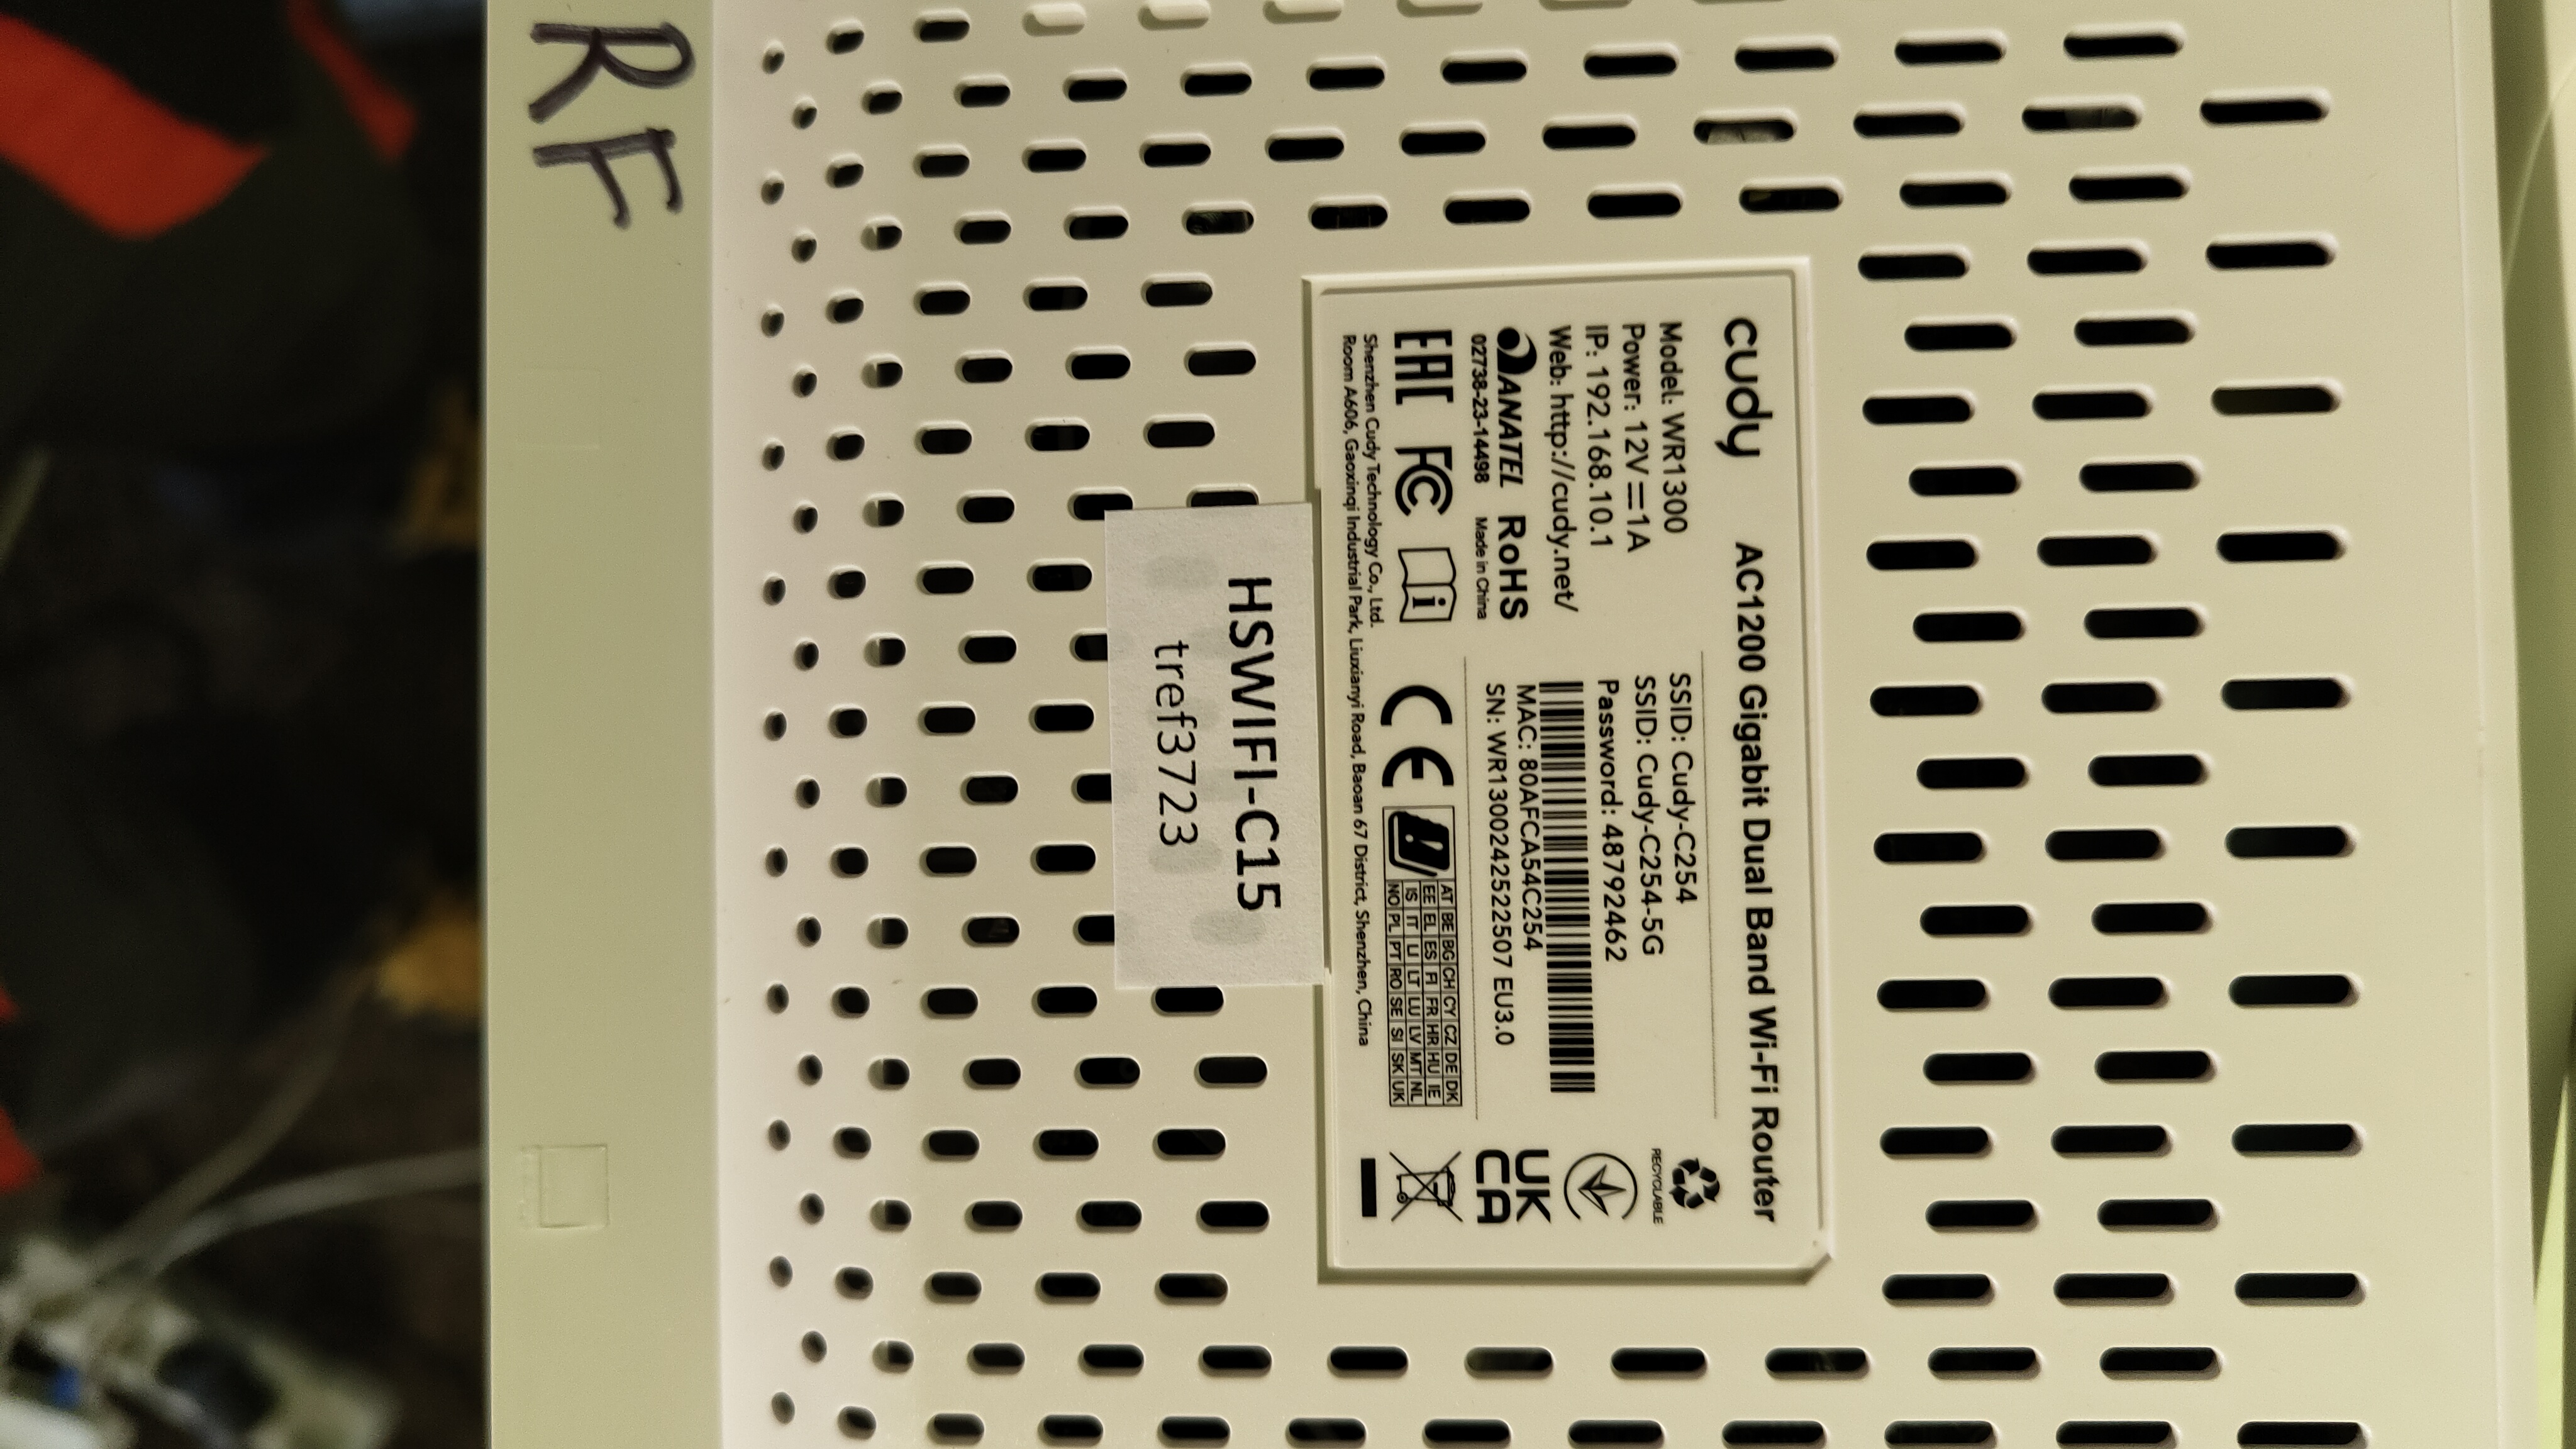 RF
cudy AC1200 Gigabit Dual Band Wi-Fi Router
Model: WR1300
Power: 12V⎓1A
IP: 192.168.10.1
Web: http://cudy.net/
ANATEL RoHS
02738-23-14498 Made in China
EAC FC
Shenzhen Cudy Technology Co., Ltd.
Room A606, Gaoxinqi Industrial Park, Liuxianyi Road, Baoan 67 District, Shenzhen, China
SSID: Cudy-C254
SSID: Cudy-C254-5G
Password: 48792462
MAC: 80AFCA54C254
SN: WR13002425222507 EU3.0
CE
AT BE BG CH CY CZ DE DK
EE EL ES FI FR HR HU IE
IS IT LI LT LU LV MT NL
NO PL PT RO SE SI SK UK
RECYCLABLE
UK
CA
HSWIFI-C15
tref3723